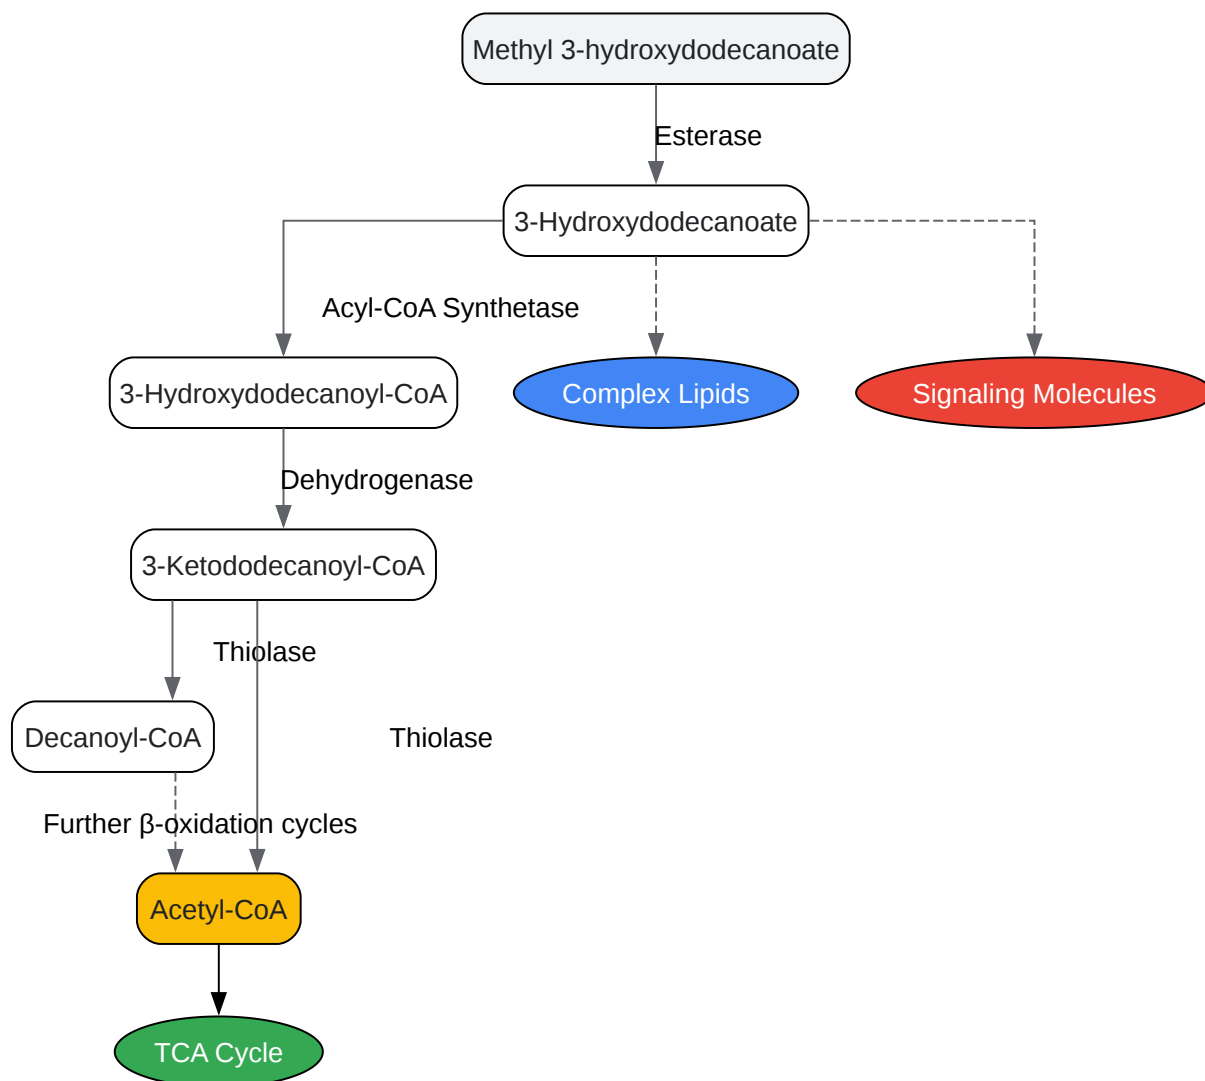 Methyl 3-hydroxydodecanoate
Esterase
3-Hydroxydodecanoate
Acyl-CoA Synthetase
3-Hydroxydodecanoyl-CoA
Complex Lipids
Signaling Molecules
Dehydrogenase
3-Ketododecanoyl-CoA
Thiolase
Decanoyl-CoA
Thiolase
Further β-oxidation cycles
Acetyl-CoA
TCA Cycle